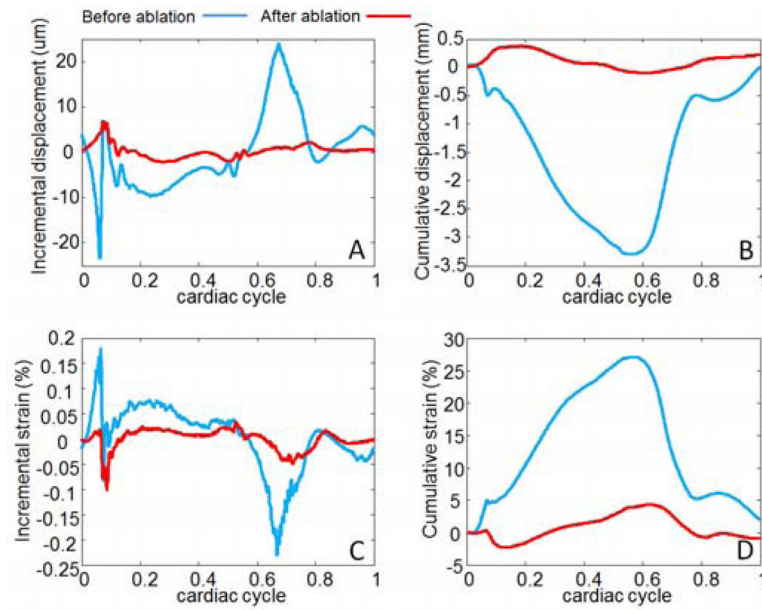 Before ablation After ablation
Incremental displacement (um)
20
10
0
-10
-20
0 0.2 0.4 0.6 0.8 1
cardiac cycle
A
Cumulative displacement (mm)
0.5
0
-0.5
-1
-1.5
-2
-2.5
-3
-3.5
0 0.2 0.4 0.6 0.8 1
cardiac cycle
B
Incremental strain (%)
0.2
0.15
0.1
0.05
0
-0.05
-0.1
-0.15
-0.2
-0.25
0 0.2 0.4 0.6 0.8 1
cardiac cycle
C
Cumulative strain (%)
30
25
20
15
10
5
0
-5
0 0.2 0.4 0.6 0.8 1
cardiac cycle
D